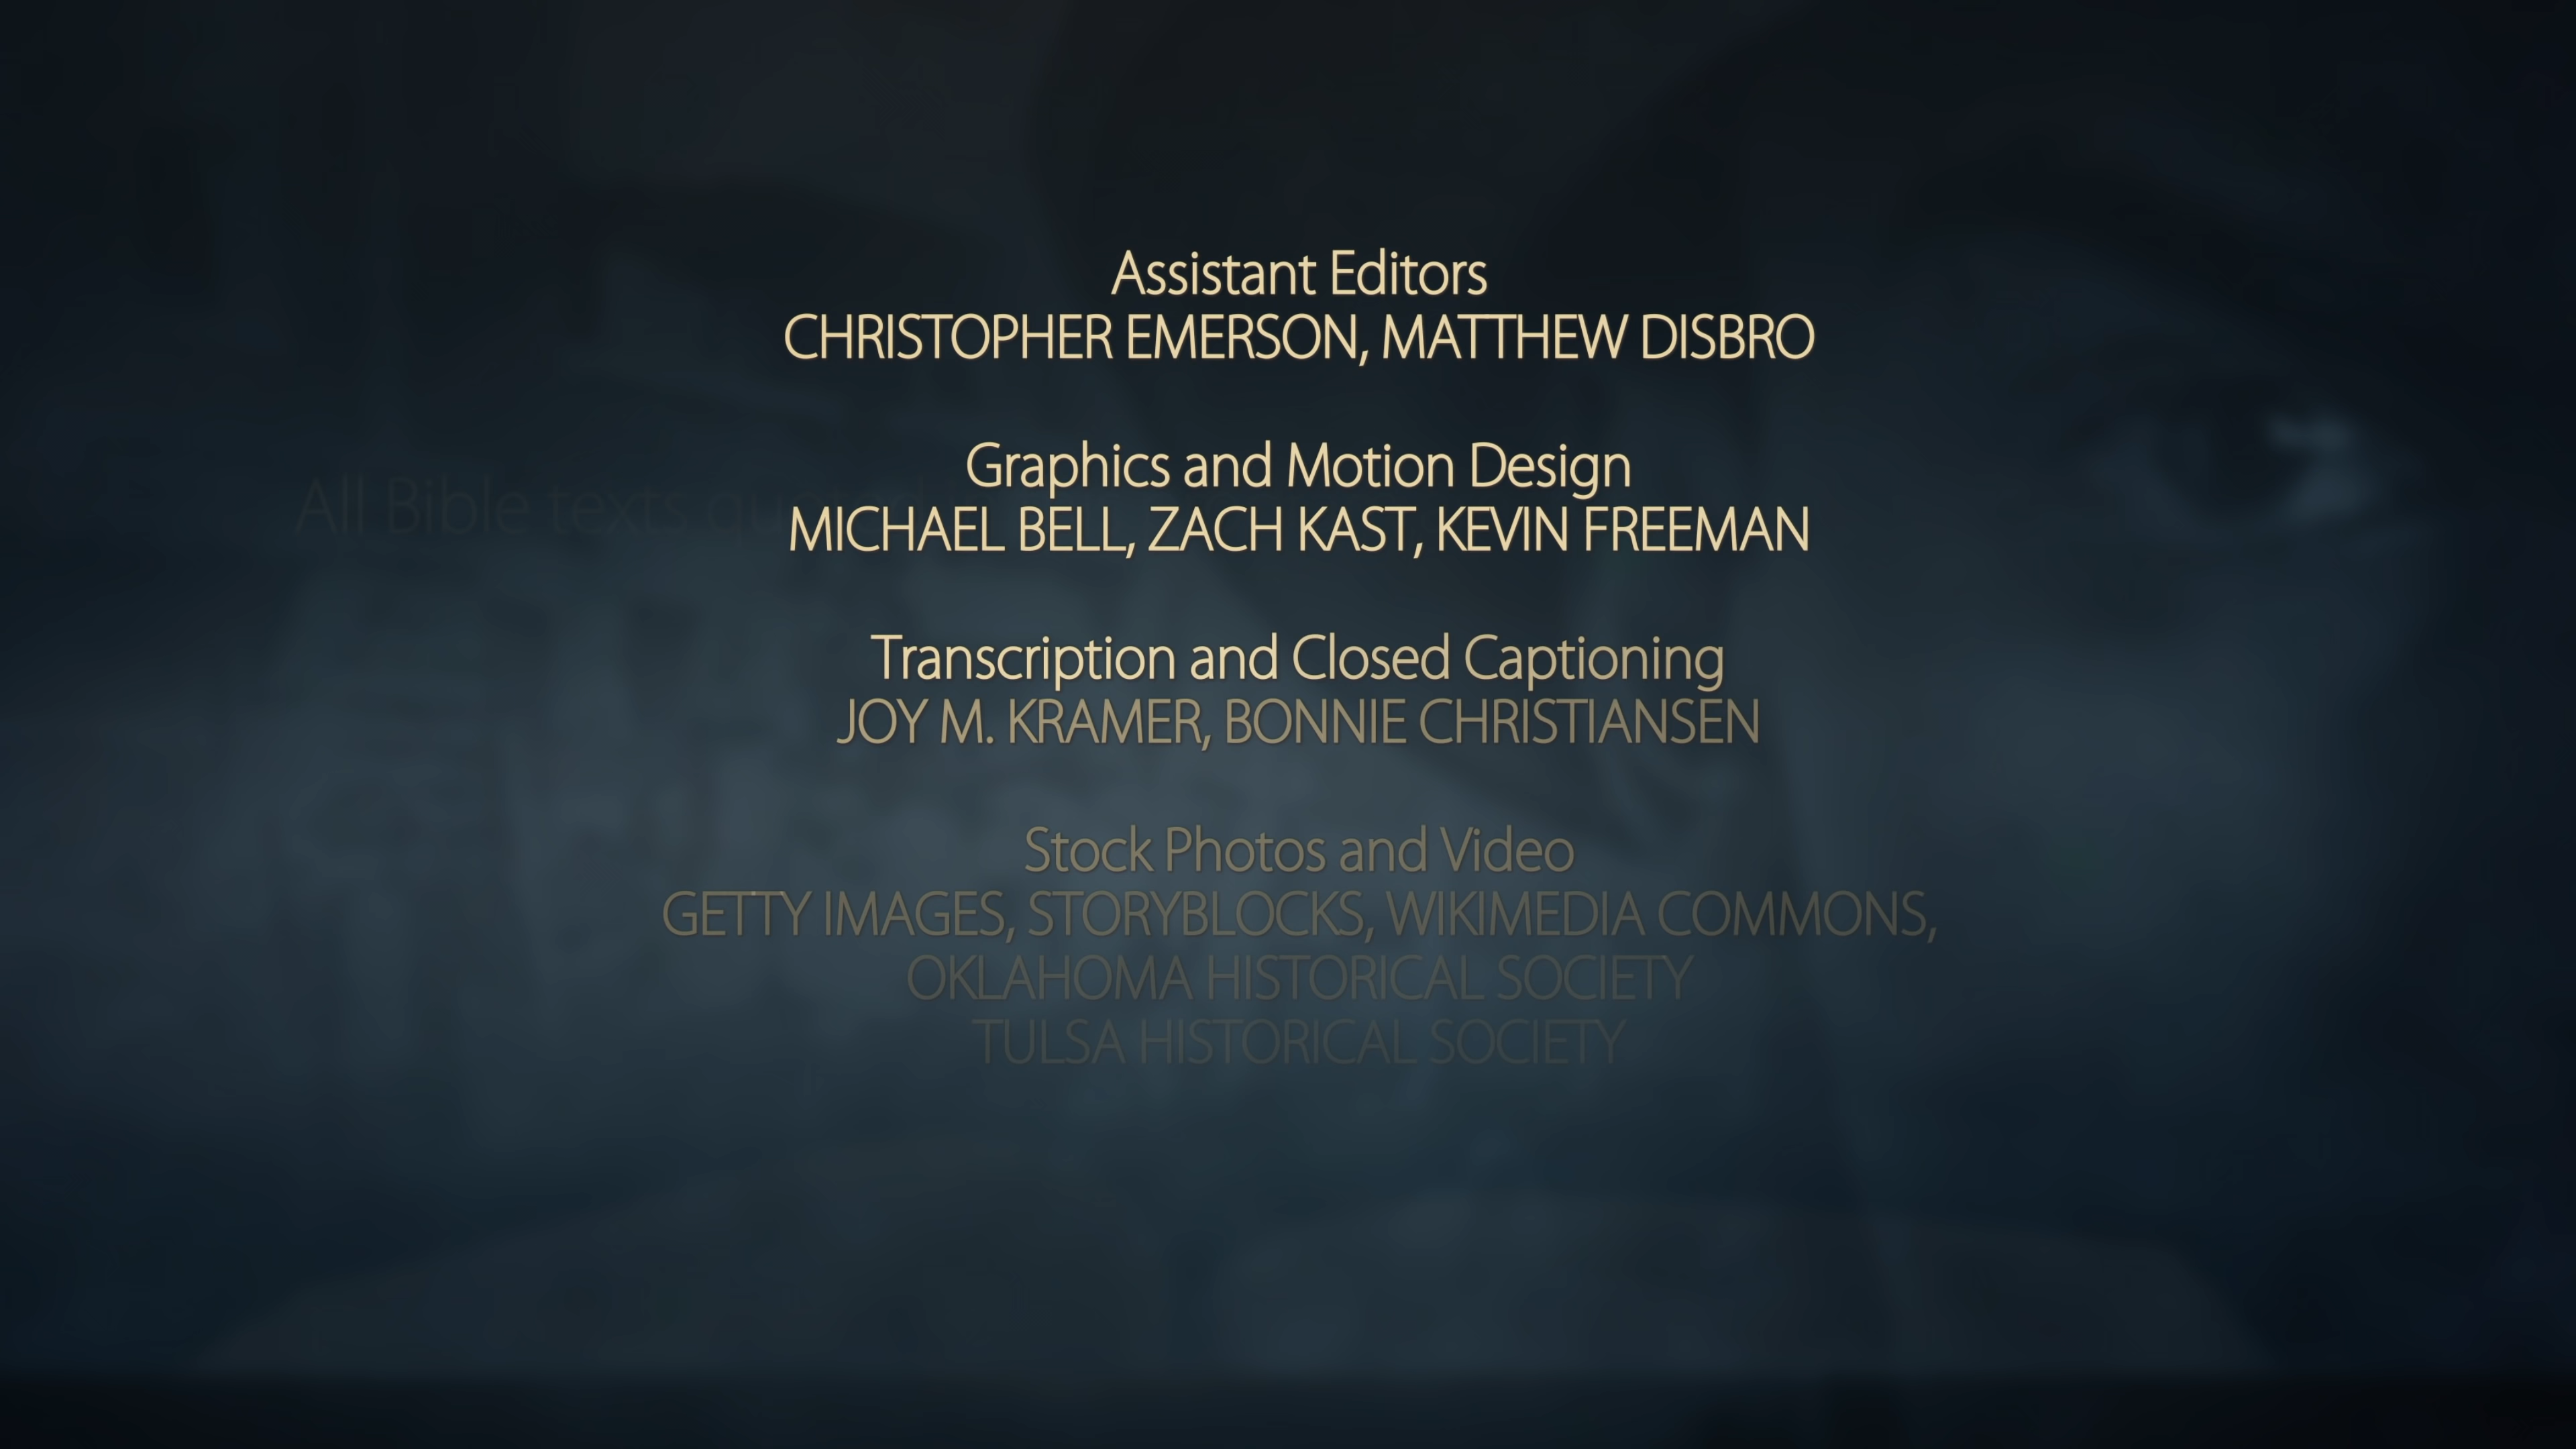 Assistant Editors
CHRISTOPHER EMERSON, MATTHEW DISBRO
Graphics and Motion Design
All Bible texts
MICHAEL BELL, ZACH KAST, KEVIN FREEMAN
Transcription and Closed Captioning
JOY M. KRAMER, BONNIE CHRISTIANSEN
Stock Photos and Video
GETTY IMAGES, STORYBLOCKS, WIKIMEDIA COMMONS,
OKLAHOMA HISTORICAL SOCIETY
TULSA HISTORICAL SOCIETY